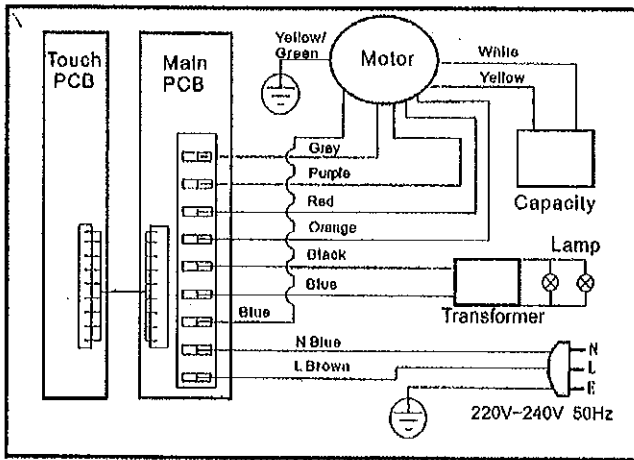 Touch
PCB
Main
PCB
Yellow/
Green
Motor
White
Yellow
Grey
Purple
Red
Orange
Black
Blue
Blue
Capacity
Lamp
Transformer
N Blue
L Brown
N
L
E
220V~240V 50Hz